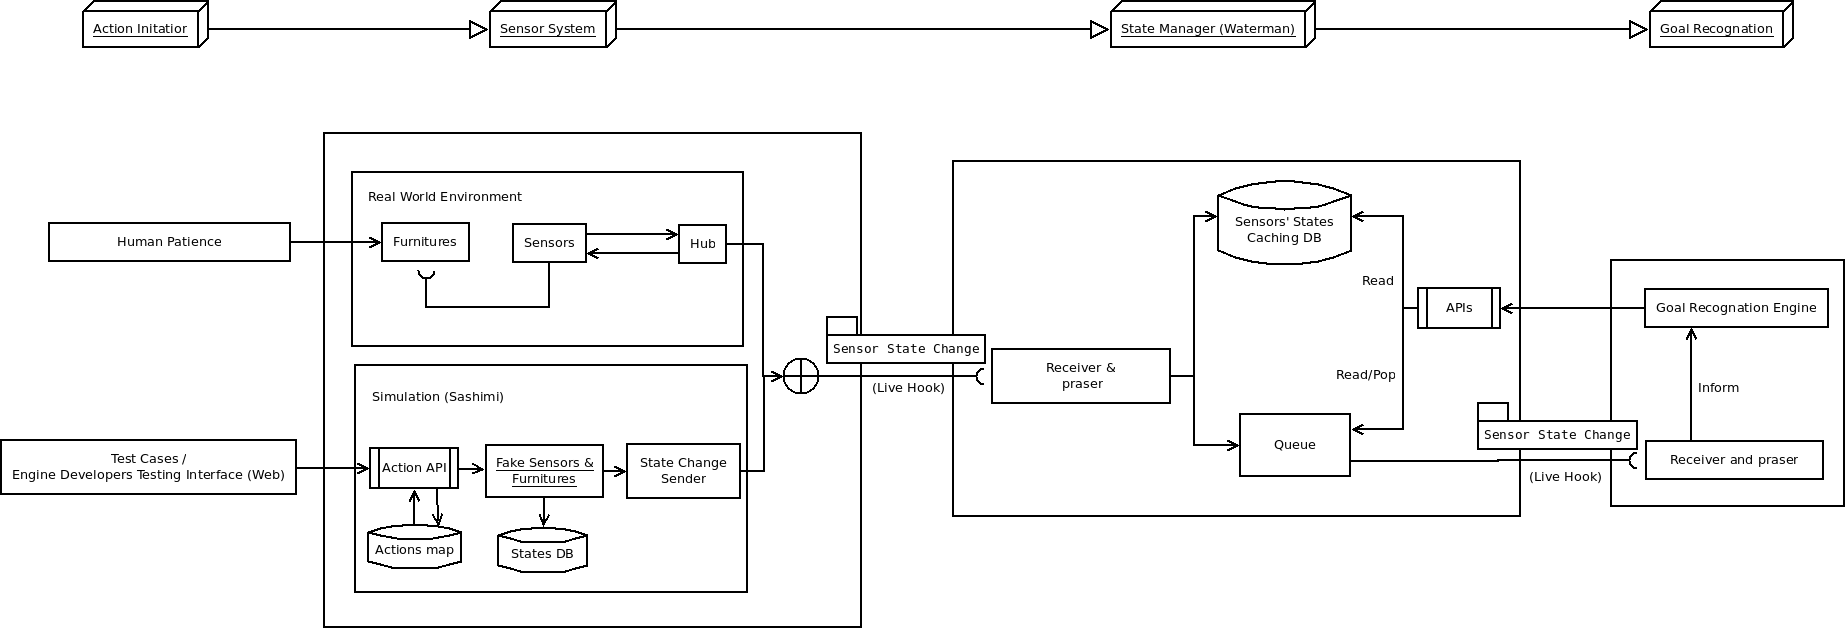 Action Initatior
Sensor System
State Manager (Waterman)
Goal Recognation
Real World Environment
Human Patience
Furnitures
Sensors
Hub
Sensors' States
Caching DB
Read
APIs
Goal Recognation Engine
Sensor State Change
(Live Hook)
Receiver &
praser
Read/Pop
Inform
Simulation (Sashimi)
Queue
Sensor State Change
(Live Hook)
Receiver and praser
Test Cases /
Engine Developers Testing Interface (Web)
Action API
Fake Sensors &
Furnitures
State Change
Sender
Actions map
States DB